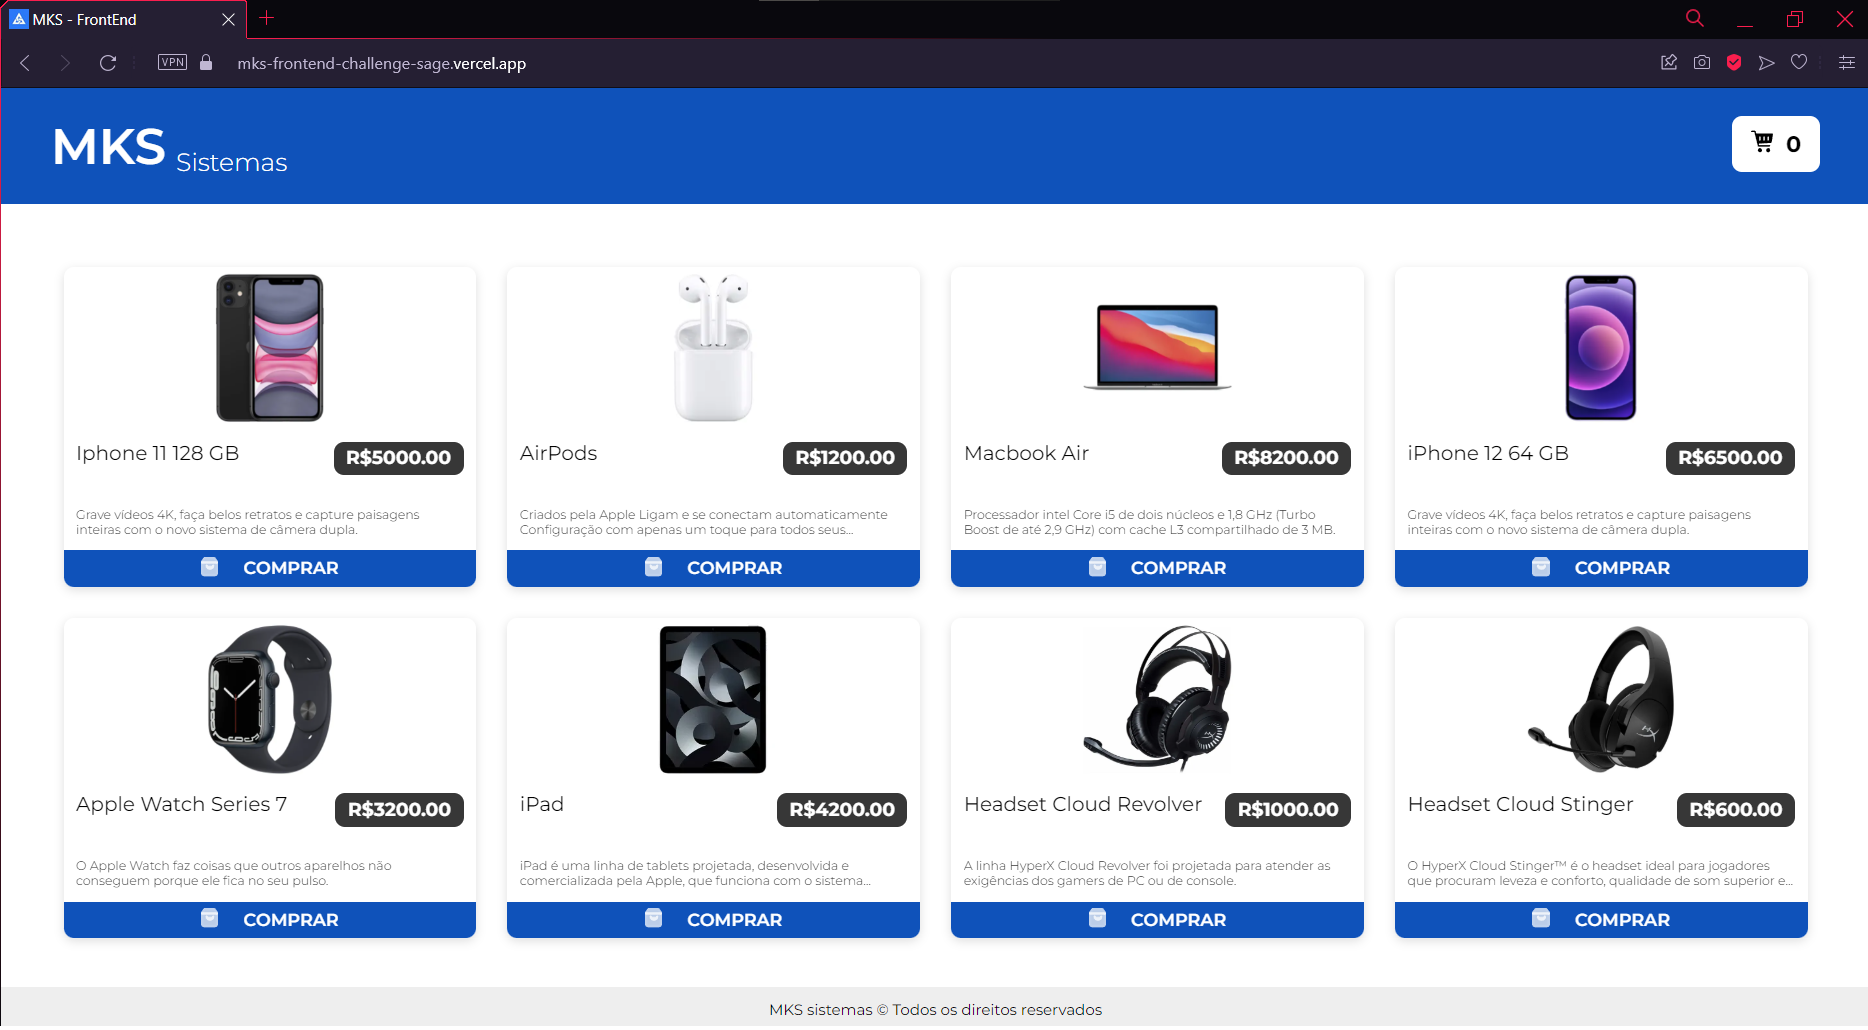 MKS - FrontEnd
VPN
mks-frontend-challenge-sage.vercel.app
MKS Sistemas
0
Iphone 11 128 GB
R$5000.00
Grave vídeos 4K, faça belos retratos e capture paisagens
inteiras com o novo sistema de câmera dupla.
COMPRAR
AirPods
R$1200.00
Criados pela Apple Ligam e se conectam automaticamente
Configuração com apenas um toque para todos seus...
COMPRAR
Macbook Air
R$8200.00
Processador intel Core i5 de dois núcleos e 1,8 GHz (Turbo
Boost de até 2,9 GHz) com cache L3 compartilhado de 3 MB.
COMPRAR
iPhone 12 64 GB
R$6500.00
Grave vídeos 4K, faça belos retratos e capture paisagens
inteiras com o novo sistema de câmera dupla.
COMPRAR
Apple Watch Series 7
R$3200.00
O Apple Watch faz coisas que outros aparelhos não
conseguem porque ele fica no seu pulso.
COMPRAR
iPad
R$4200.00
iPad é uma linha de tablets projetada, desenvolvida e
comercializada pela Apple, que funciona com o sistema...
COMPRAR
Headset Cloud Revolver
R$1000.00
A linha HyperX Cloud Revolver foi projetada para atender as
exigências dos gamers de PC ou de console.
COMPRAR
Headset Cloud Stinger
R$600.00
O HyperX Cloud Stinger™ é o headset ideal para jogadores
que procuram leveza e conforto, qualidade de som superior e...
COMPRAR
MKS sistemas © Todos os direitos reservados